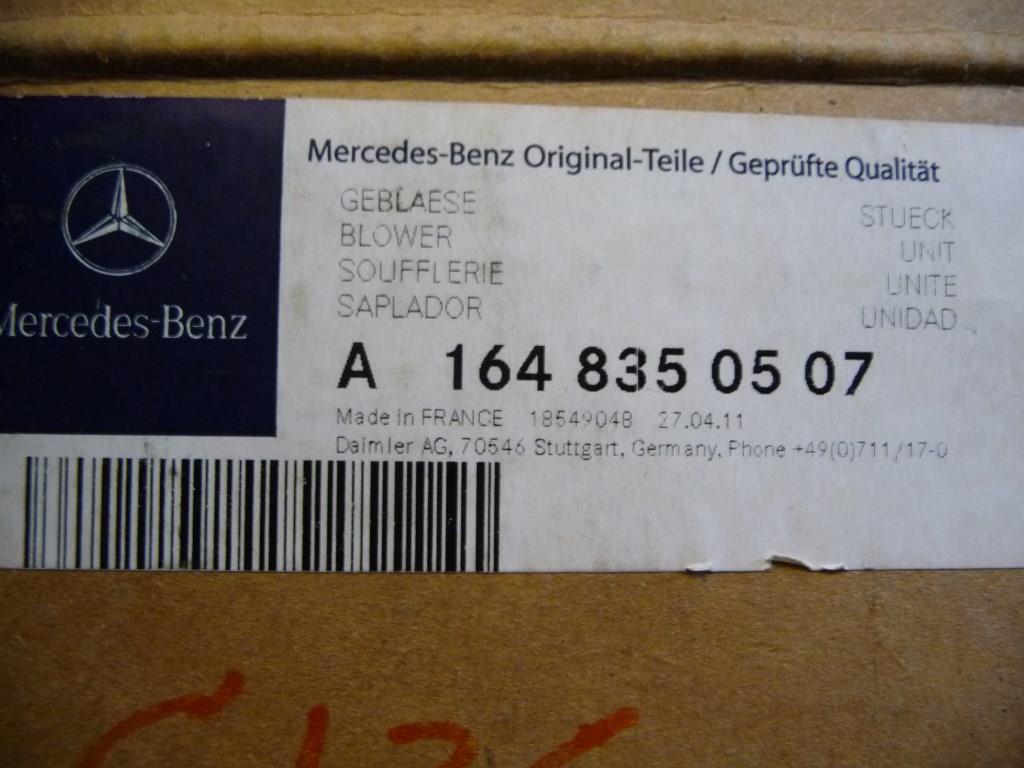 Mercedes-Benz
Mercedes-Benz Original-Teile / Geprüfte Qualität
GEBLAESE STUECK
BLOWER UNIT
SOUFFLERIE UNITE
SAPLADOR UNIDAD
A 164 835 05 07
Made in FRANCE 18549048 27.04.11
Daimler AG, 70546 Stuttgart, Germany, Phone +49(0)711/17-0